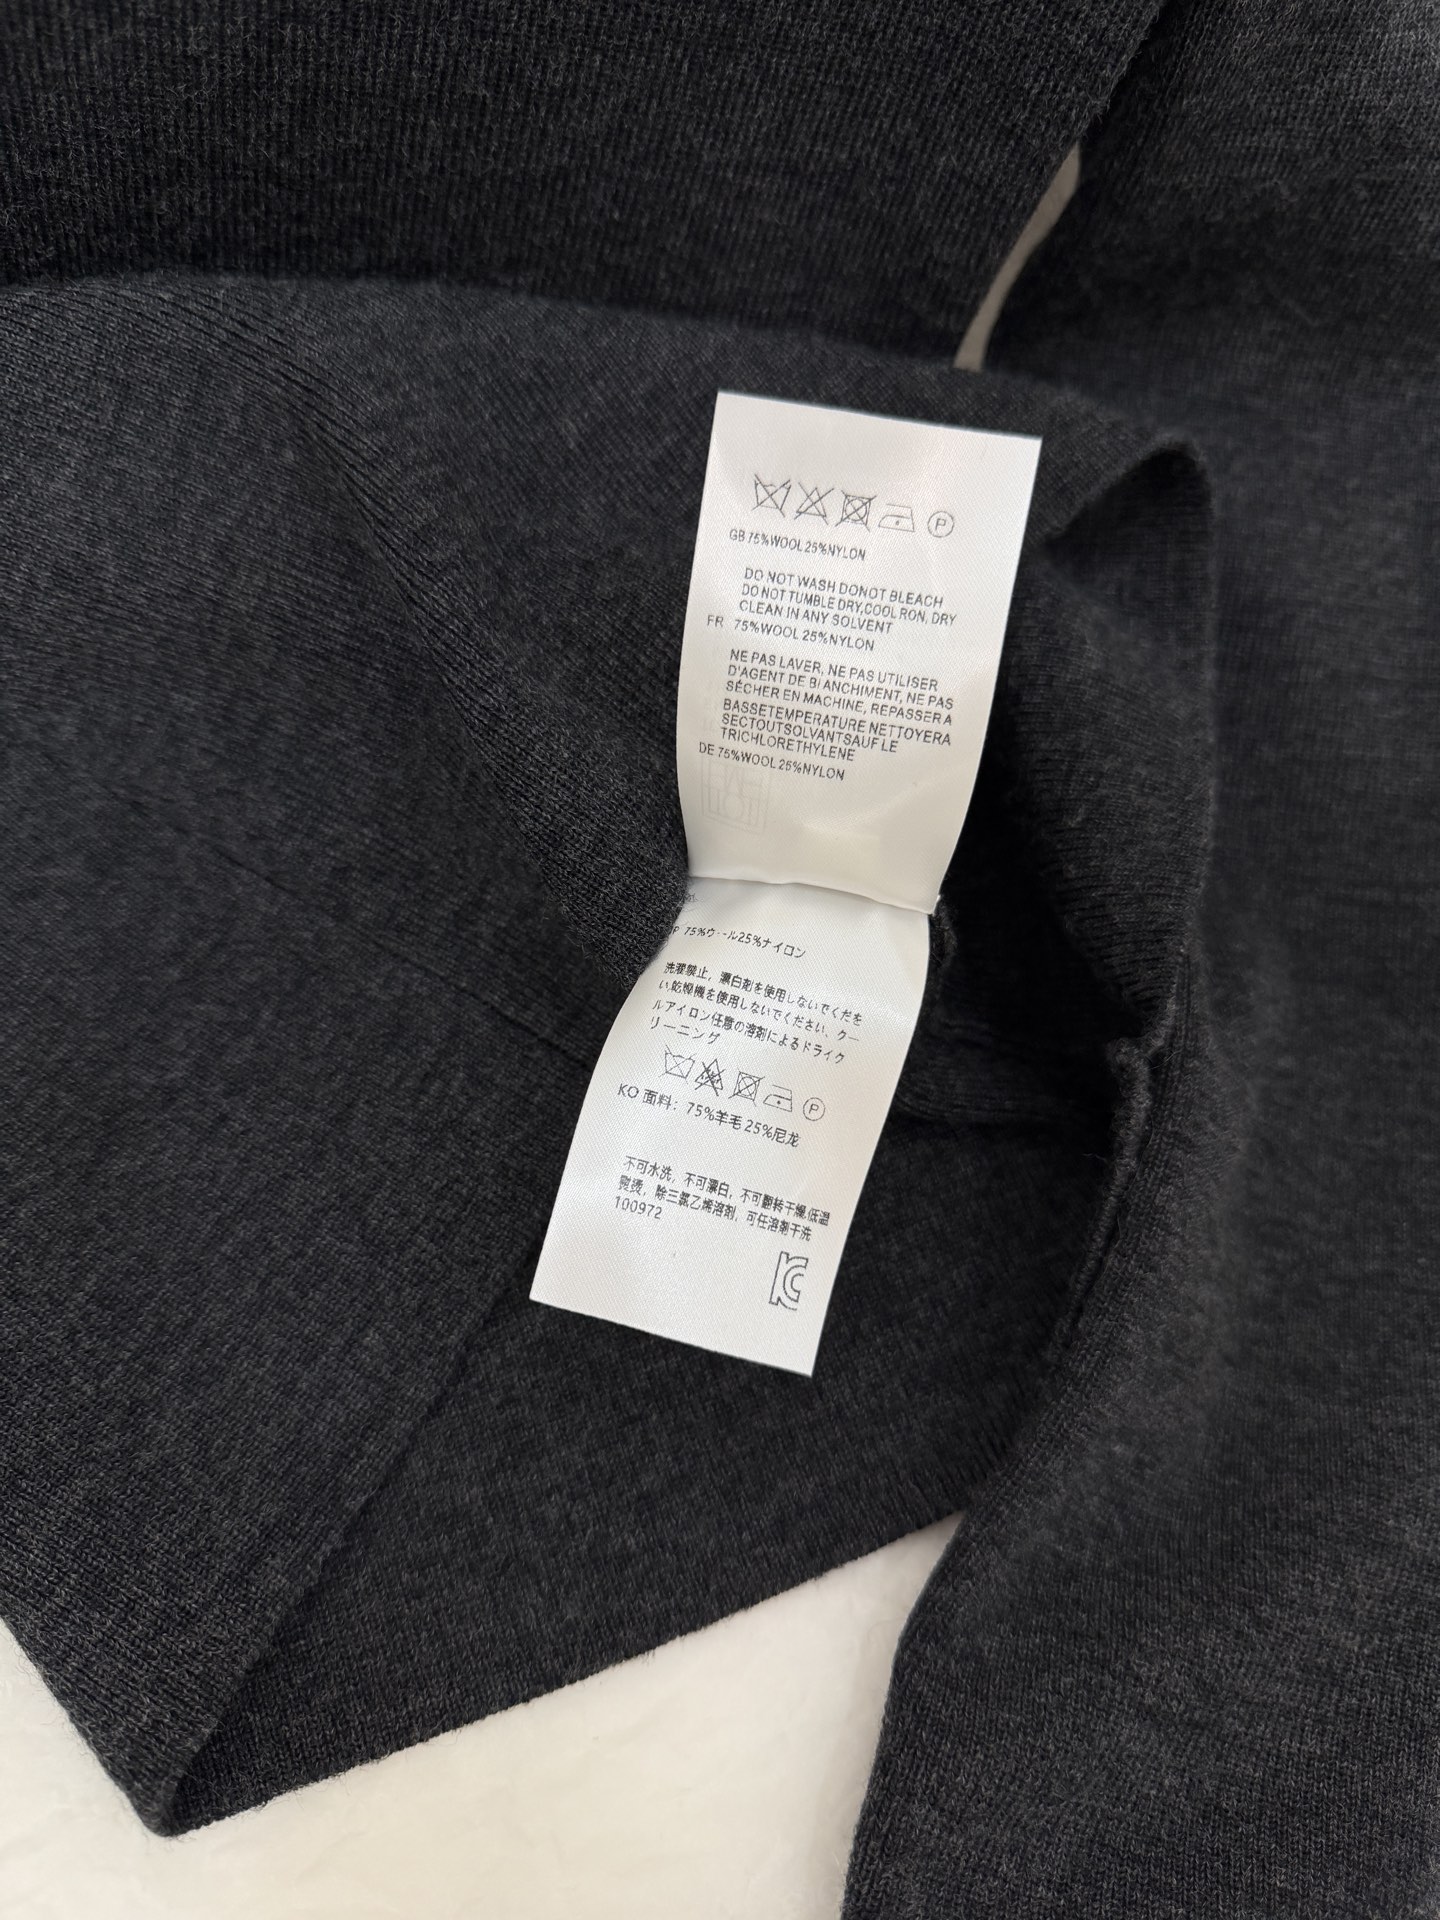 P
GB 75%WOOL 25%NYLON
DO NOT WASH DONOT BLEACH
DO NOT TUMBLE DRY,COOL RON, DRY
CLEAN IN ANY SOLVENT
FR 75%WOOL 25%NYLON
NE PAS LAVER, NE PAS UTILISER
D'AGENT DE BLANCHIMENT, NE PAS
SÉCHER EN MACHINE, REPASSER A
BASSETEMPERATURE NETTOYERA
SECTOUTSOLVANTSAUFLE
TRICHLORETHYLENE
DE 75%WOOL 25%NYLON
P 75%ウール25%ナイロン
洗濯禁止，漂白剤を使用しないでくだを
い,乾燥機を使用しないでください、クー
ルアイロン任意の溶剤によるドライク
リーニング
P
KO 面料：75%羊毛 25%尼龙
不可水洗，不可漂白，不可翻转干燥,低温
熨烫，除三氯乙烯溶剂，可任溶剂干洗
100972